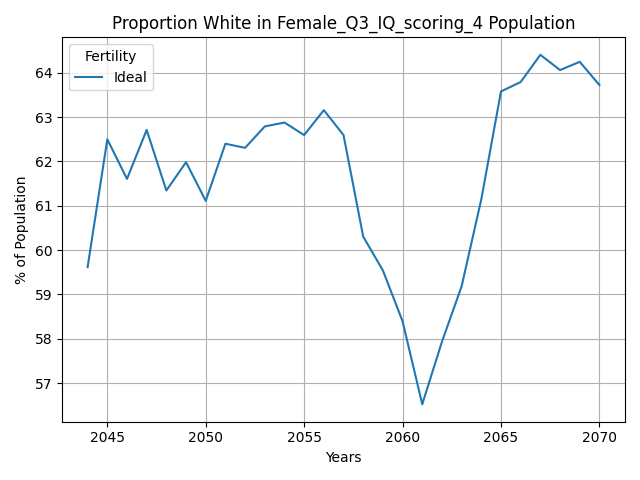 Proportion White in Female_Q3_IQ_scoring_4 Population
Fertility
Ideal
64
63
62
61
60
59
58
57
% of Population
2045 2050 2055 2060 2065 2070
Years